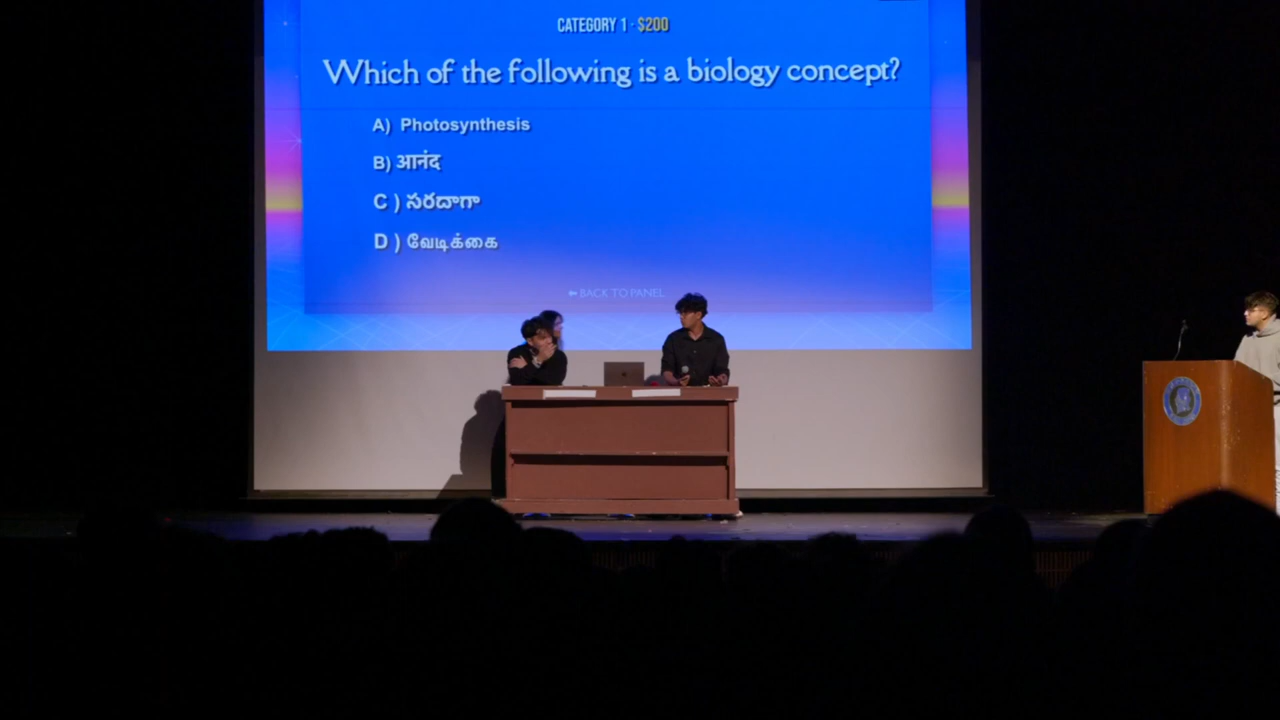 CATEGORY 1 - $200
Which of the following is a biology concept?
A) Photosynthesis
B) आनंद
C ) సరదాగా
D ) வேடிக்கை
⬅ BACK TO PANEL